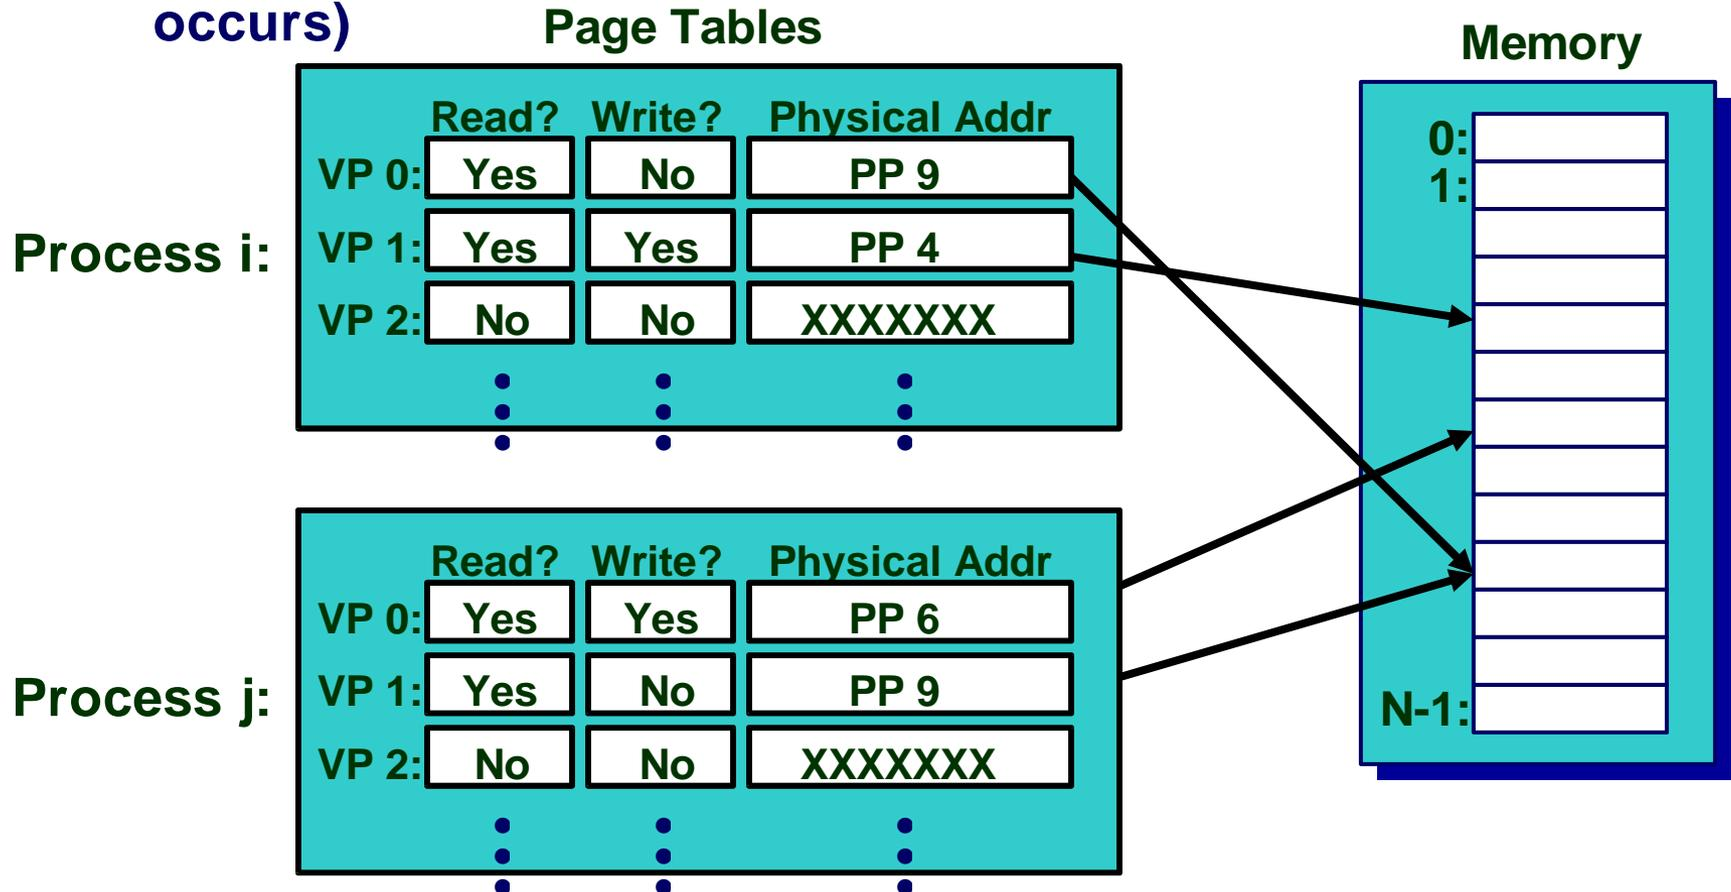 occurs)
Page Tables
Memory
Read? Write? Physical Addr
VP 0: Yes No PP 9
Process i: VP 1: Yes Yes PP 4
VP 2: No No XXXXXXX
0:
1:
N-1:
Read? Write? Physical Addr
VP 0: Yes Yes PP 6
Process j: VP 1: Yes No PP 9
VP 2: No No XXXXXXX